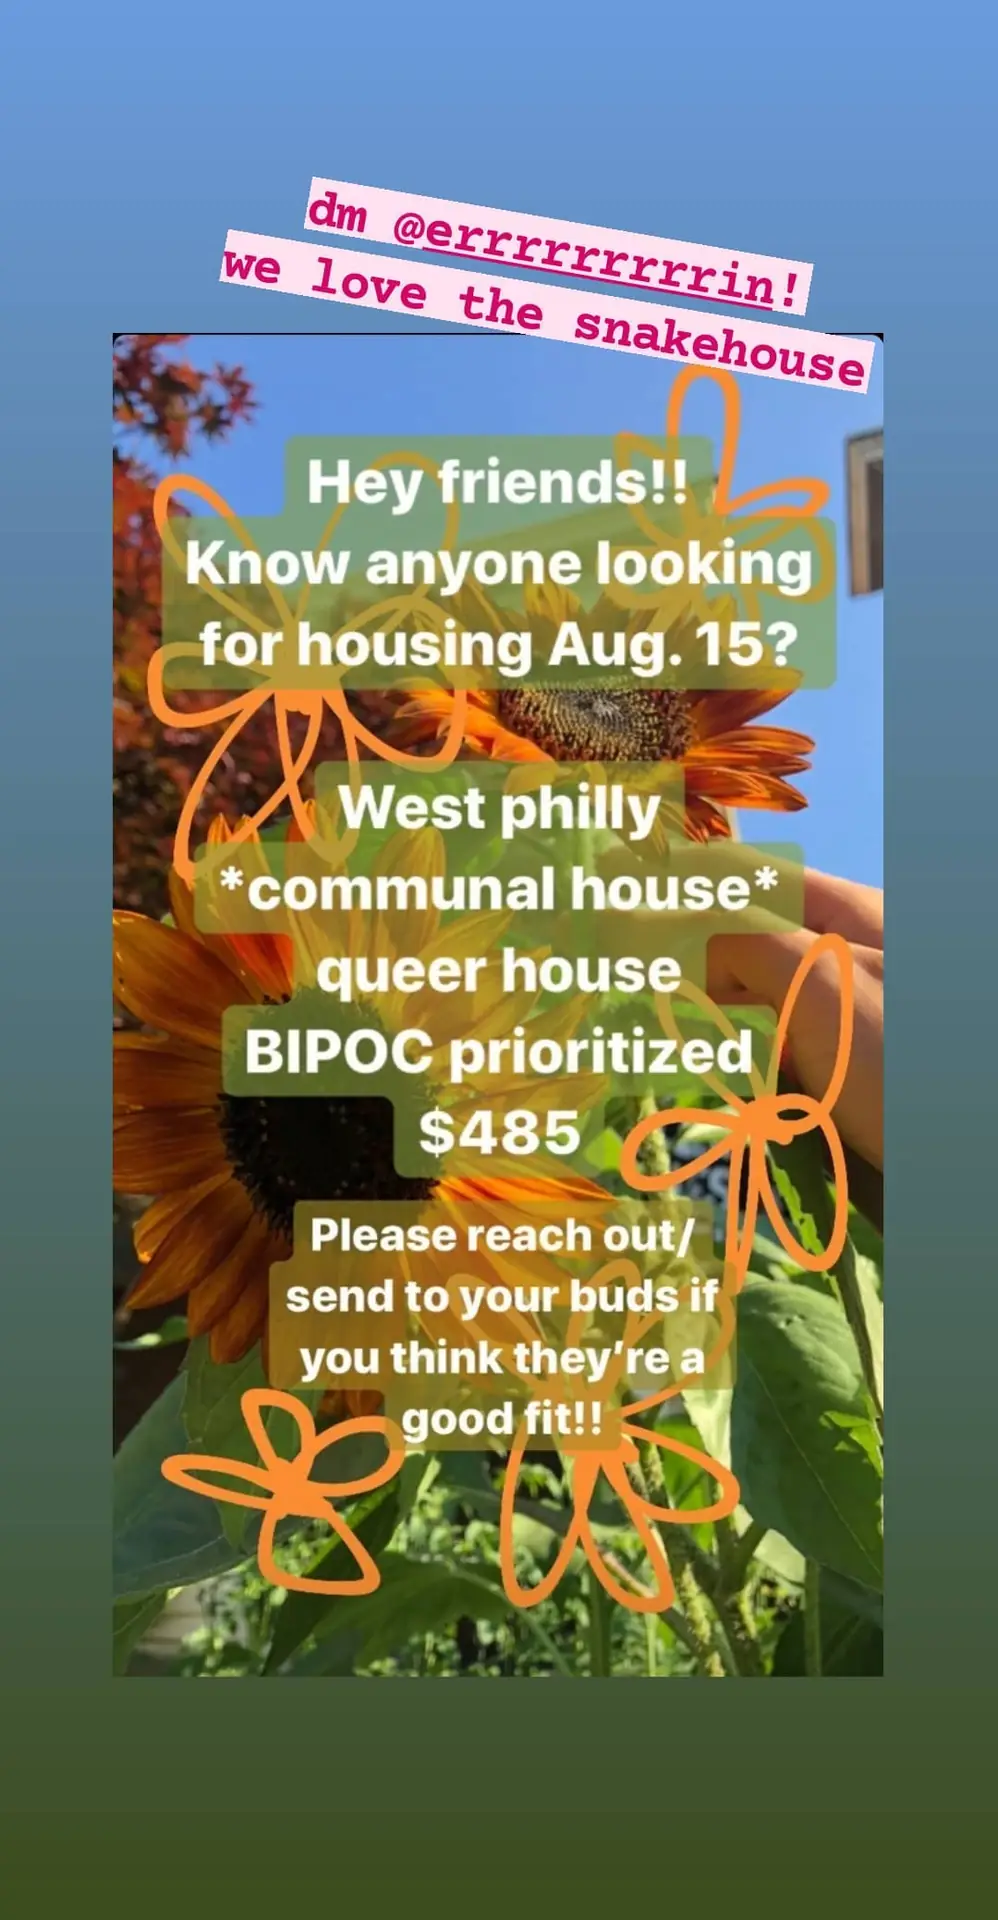 dm @errrrrrrrrrin!
we love the snakehouse
Hey friends!!
Know anyone looking
for housing Aug. 15?
West philly
*communal house*
queer house
BIPOC prioritized
$485
Please reach out/
send to your buds if
you think they’re a
good fit!!